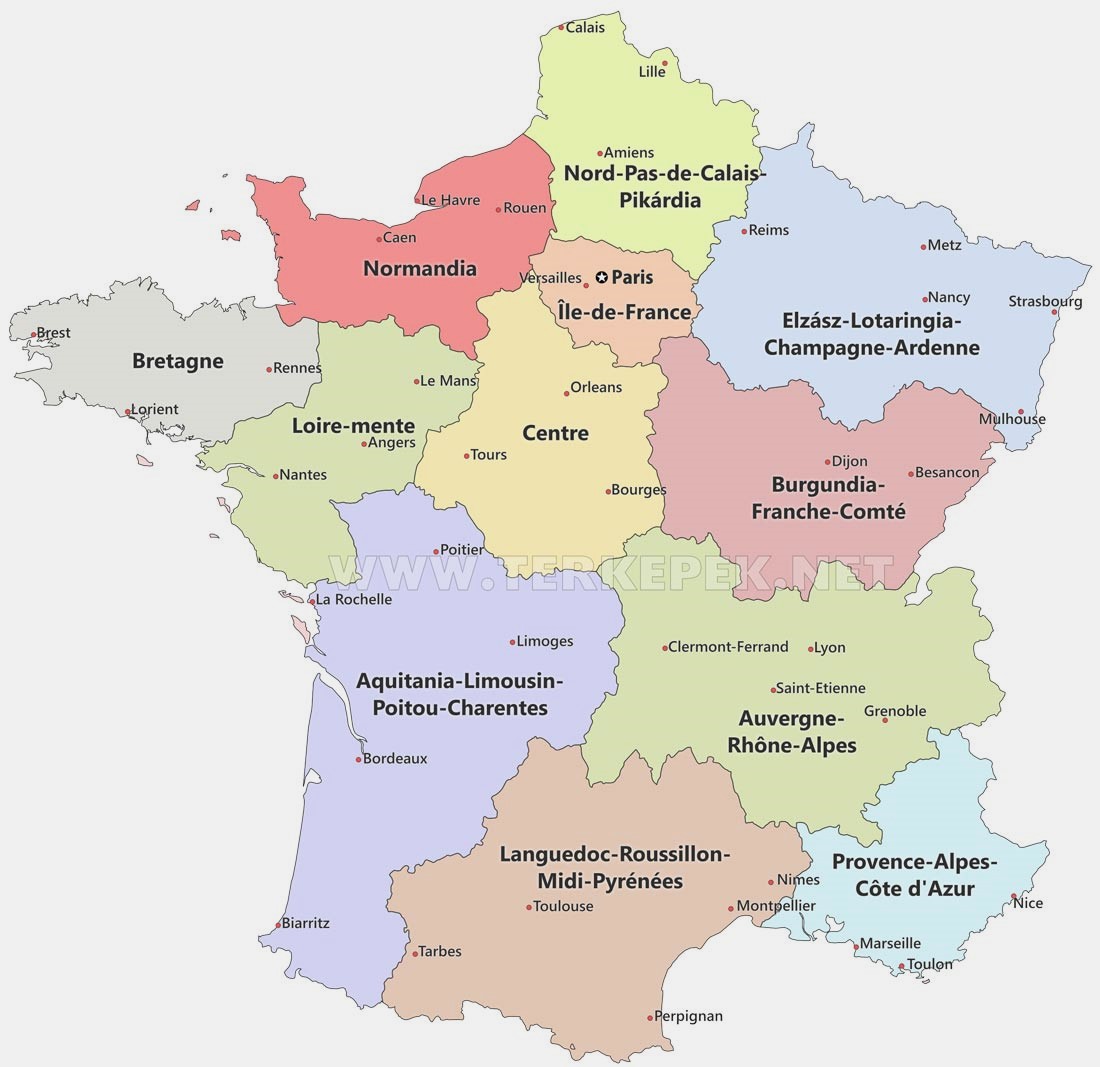 Calais
Lille
Amiens
Nord-Pas-de-Calais-
Pikárdia
Le Havre
Rouen
Caen
Normandia
Reims
Metz
Versailles
Paris
Île-de-France
Nancy
Strasbourg
Elzász-Lotaringia-
Champagne-Ardenne
Brest
Bretagne
Rennes
Lorient
Le Mans
Loire-mente
Angers
Nantes
Orleans
Centre
Tours
Bourges
Mulhouse
Dijon
Besancon
Burgundia-
Franche-Comté
Poitier
WWW.TERKEPEK.NET
La Rochelle
Limoges
Aquitania-Limousin-
Poitou-Charentes
Bordeaux
Clermont-Ferrand
Lyon
Saint-Etienne
Grenoble
Auvergne-
Rhône-Alpes
Languedoc-Roussillon-
Midi-Pyrénées
Toulouse
Nimes
Montpellier
Provence-Alpes-
Côte d'Azur
Nice
Biarritz
Tarbes
Marseille
Toulon
Perpignan